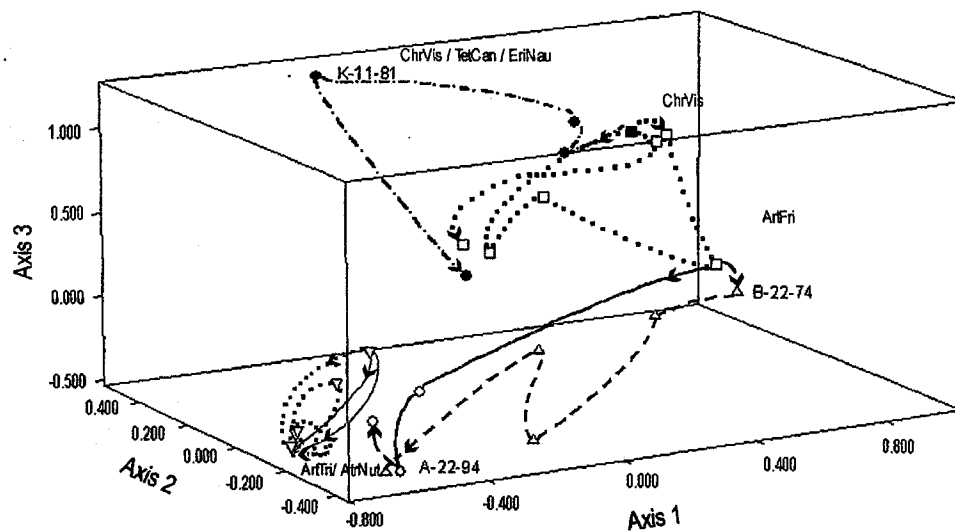 ChrVis / TetCan / EriNau
K-11-81
ChrVis
1.000
0.500
ArtFri
Axis 3
0.000
B-22-74
-0.500
0.400
0.200
0.000
0.800
Axis 2
-0.200
ArtTri/ AtrNut
A-22-94
0.400
0.000
-0.400
-0.400
-0.800
Axis 1